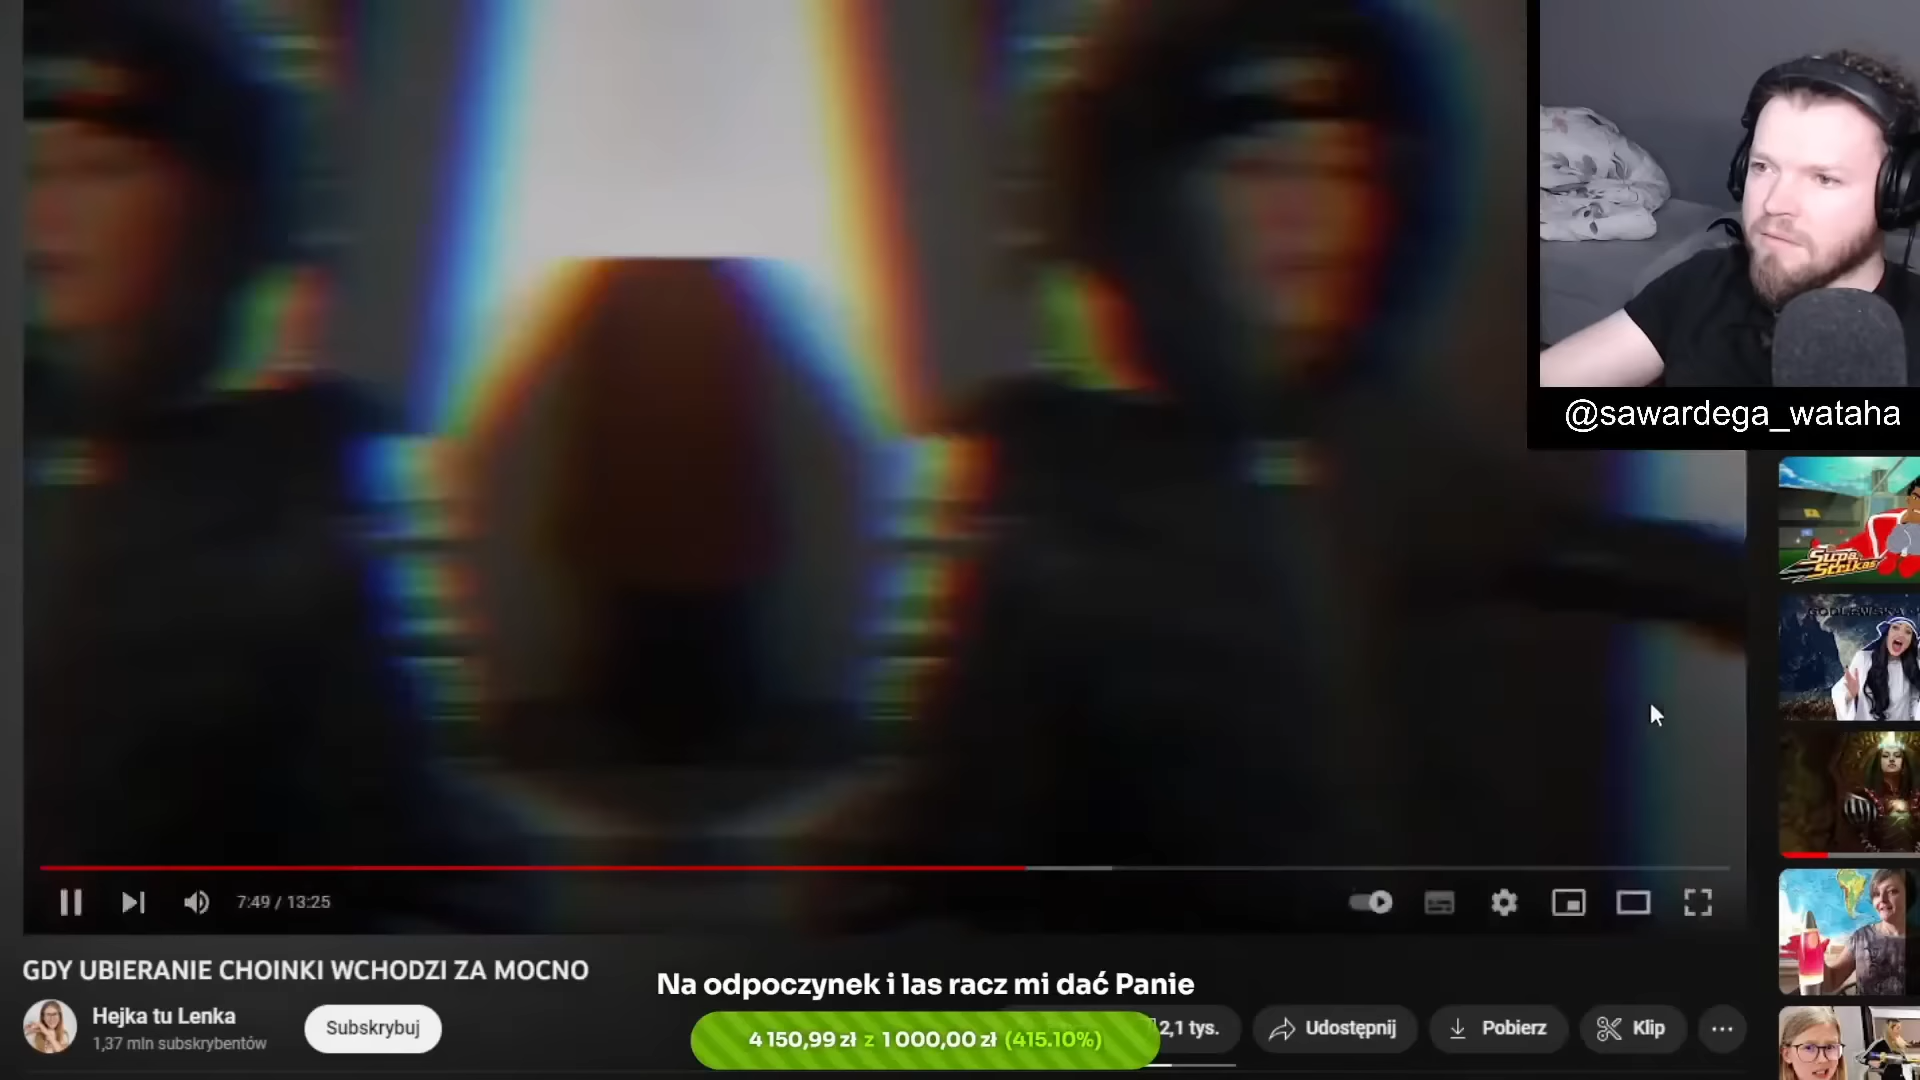 @sawardega_wataha
Supa
Strikas
7:49 / 13:25
GDY UBIERANIE CHOINKI WCHODZI ZA MOCNO
Hejka tu Lenka
1,37 mln subskrybentów
Subskrybuj
Na odpoczynek i las racz mi dać Panie
4 150,99 zł z 1 000,00 zł (415.10%)
2,1 tys.
Udostępnij
Pobierz
Klip